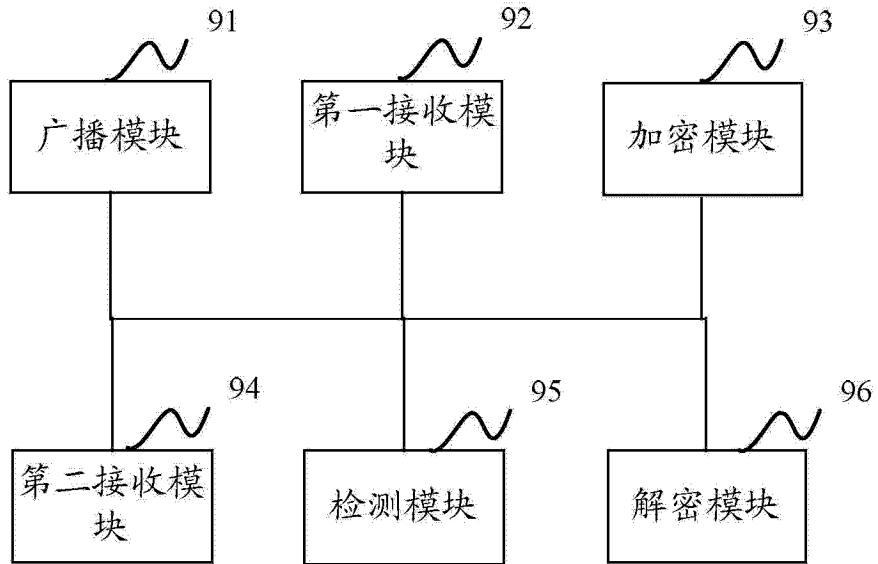 91
92
93
广播模块
第一接收模
块
加密模块
94
95
96
第二接收模
块
检测模块
解密模块